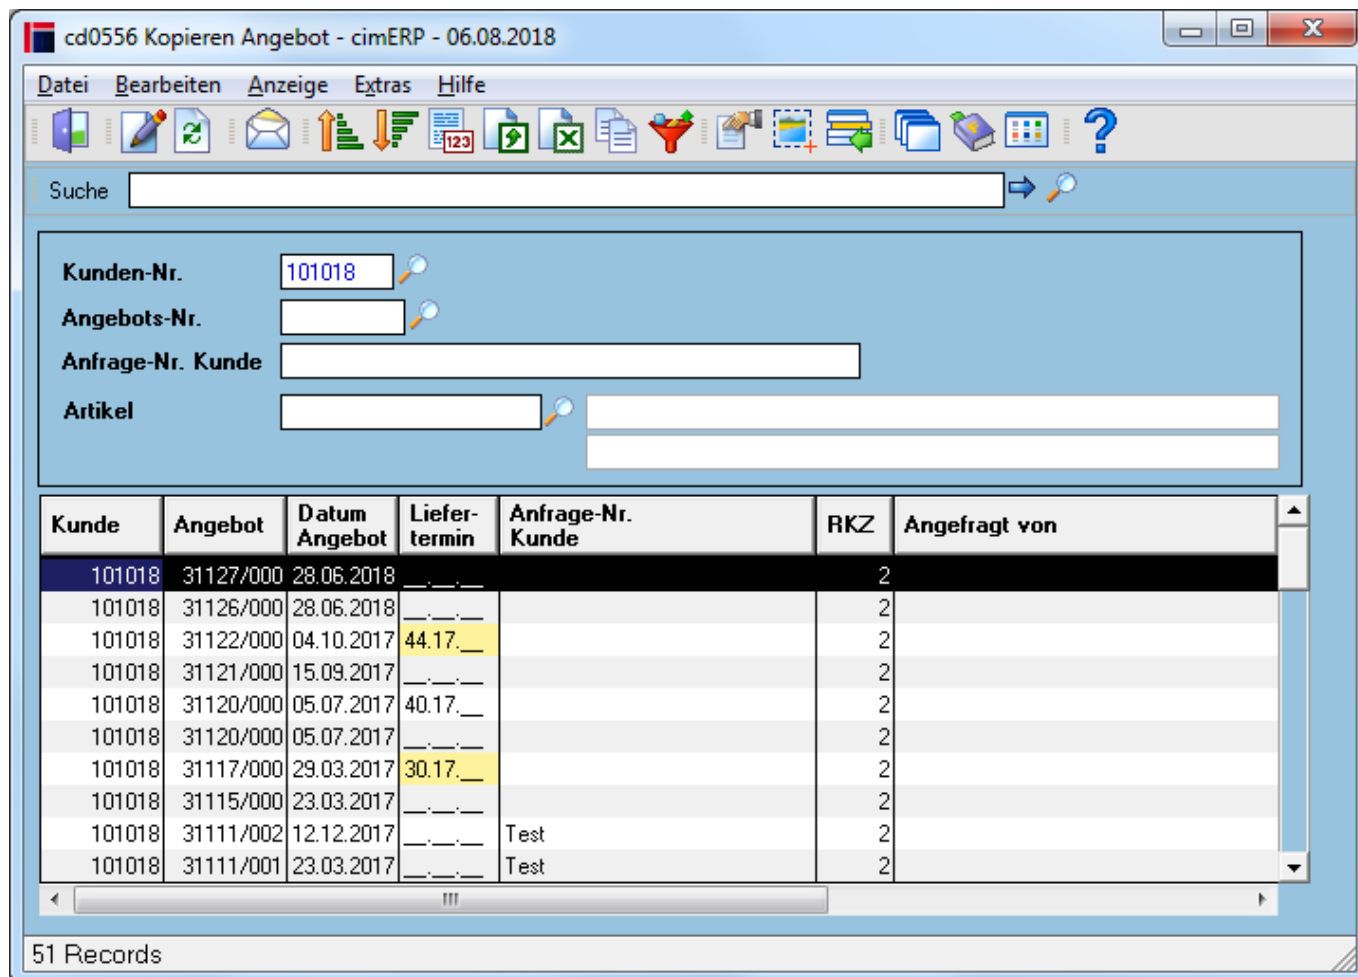 cd0556 Kopieren Angebot - cimERP - 06.08.2018
Datei Bearbeiten Anzeige Extras Hilfe
123
Suche
Kunden-Nr. 101018
Angebots-Nr.
Anfrage-Nr. Kunde
Artikel
Kunde Angebot Datum Angebot Liefer-termin Anfrage-Nr. Kunde RKZ Angefragt von
101018 31127/000 28.06.2018 __.__.__ 2
101018 31126/000 28.06.2018 __.__.__ 2
101018 31122/000 04.10.2017 44.17.__ 2
101018 31121/000 15.09.2017 __.__.__ 2
101018 31120/000 05.07.2017 40.17.__ 2
101018 31120/000 05.07.2017 __.__.__ 2
101018 31117/000 29.03.2017 30.17.__ 2
101018 31115/000 23.03.2017 __.__.__ 2
101018 31111/002 12.12.2017 __.__.__ Test 2
101018 31111/001 23.03.2017 __.__.__ Test 2
51 Records